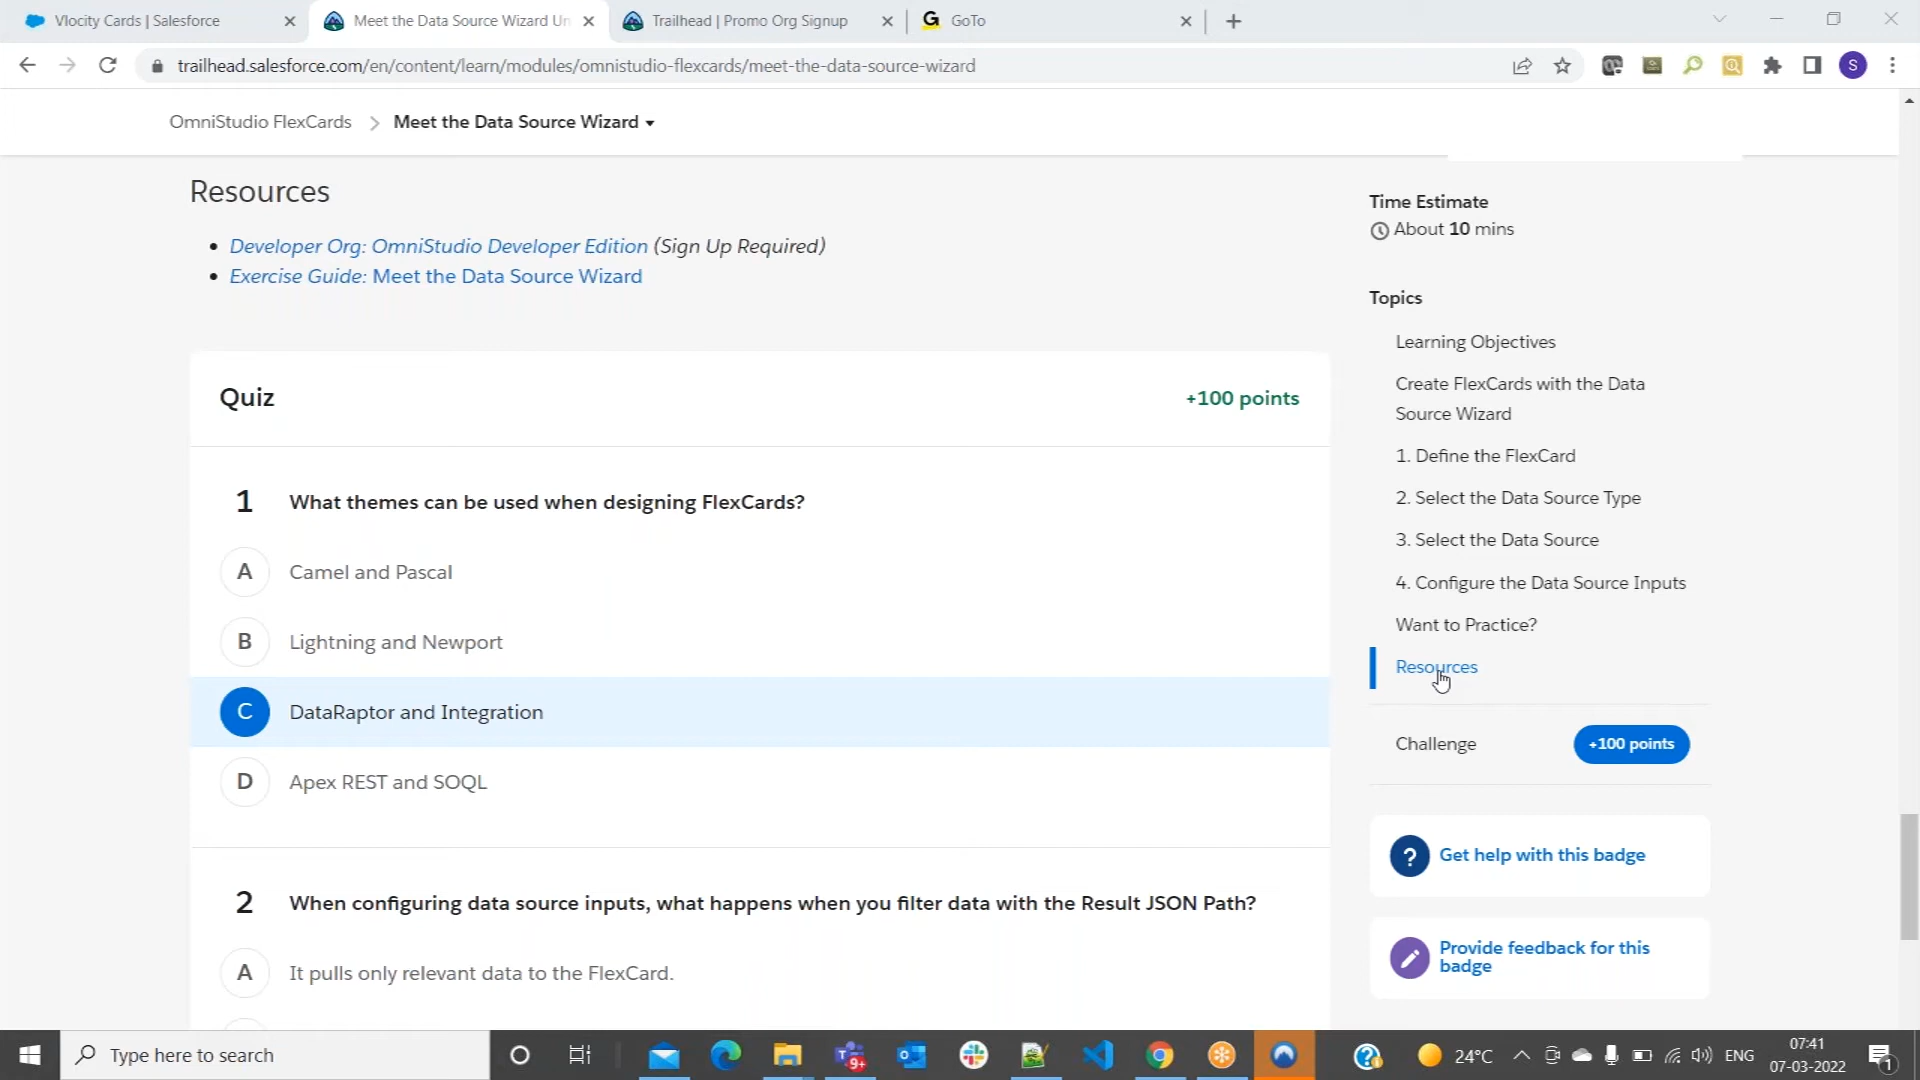 Vlocity Cards | Salesforce
Meet the Data Source Wizard Un
Trailhead | Promo Org Signup
G GoTo
trailhead.salesforce.com/en/content/learn/modules/omnistudio-flexcards/meet-the-data-source-wizard
S
OmniStudio FlexCards
Meet the Data Source Wizard
Resources
Developer Org: OmniStudio Developer Edition (Sign Up Required)
Exercise Guide: Meet the Data Source Wizard
Quiz
+100 points
1 What themes can be used when designing FlexCards?
A Camel and Pascal
B Lightning and Newport
C DataRaptor and Integration
D Apex REST and SOQL
2 When configuring data source inputs, what happens when you filter data with the Result JSON Path?
A It pulls only relevant data to the FlexCard.
Time Estimate
About 10 mins
Topics
Learning Objectives
Create FlexCards with the Data
Source Wizard
1. Define the FlexCard
2. Select the Data Source Type
3. Select the Data Source
4. Configure the Data Source Inputs
Want to Practice?
Resources
Challenge
+100 points
? Get help with this badge
Provide feedback for this
badge
Type here to search
9+
24°C
ENG
07:41
07-03-2022
1